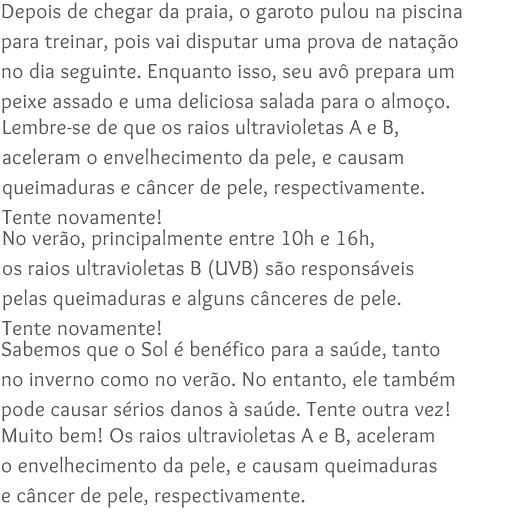 Depois de chegar da praia, o garoto pulou na piscina
para treinar, pois vai disputar uma prova de natação
no dia seguinte. Enquanto isso, seu avô prepara um
peixe assado e uma deliciosa salada para o almoço.
Lembre-se de que os raios ultravioletas A e B,
aceleram o envelhecimento da pele, e causam
queimaduras e câncer de pele, respectivamente.
Tente novamente!
No verão, principalmente entre 10h e 16h,
os raios ultravioletas B (UVB) são responsáveis
pelas queimaduras e alguns cânceres de pele.
Tente novamente!
Sabemos que o Sol é benéfico para a saúde, tanto
no inverno como no verão. No entanto, ele também
pode causar sérios danos à saúde. Tente outra vez!
Muito bem! Os raios ultravioletas A e B, aceleram
o envelhecimento da pele, e causam queimaduras
e câncer de pele, respectivamente.